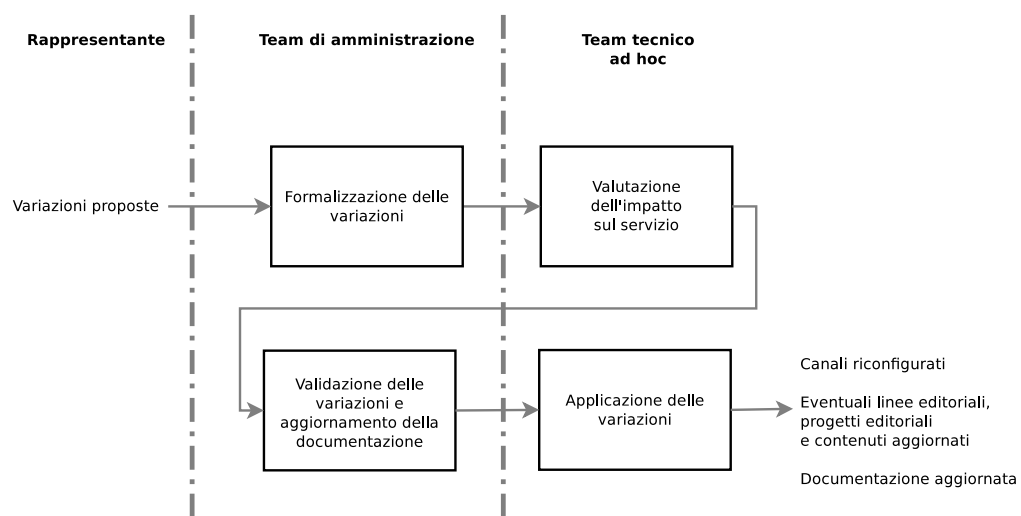 Rappresentante
Team di amministrazione
Team tecnico
ad hoc
Variazioni proposte
Formalizzazione delle
variazioni
Valutazione
dell'impatto
sul servizio
Validazione delle
variazioni e
aggiornamento della
documentazione
Applicazione delle
variazioni
Canali riconfigurati
Eventuali linee editoriali,
progetti editoriali
e contenuti aggiornati
Documentazione aggiornata